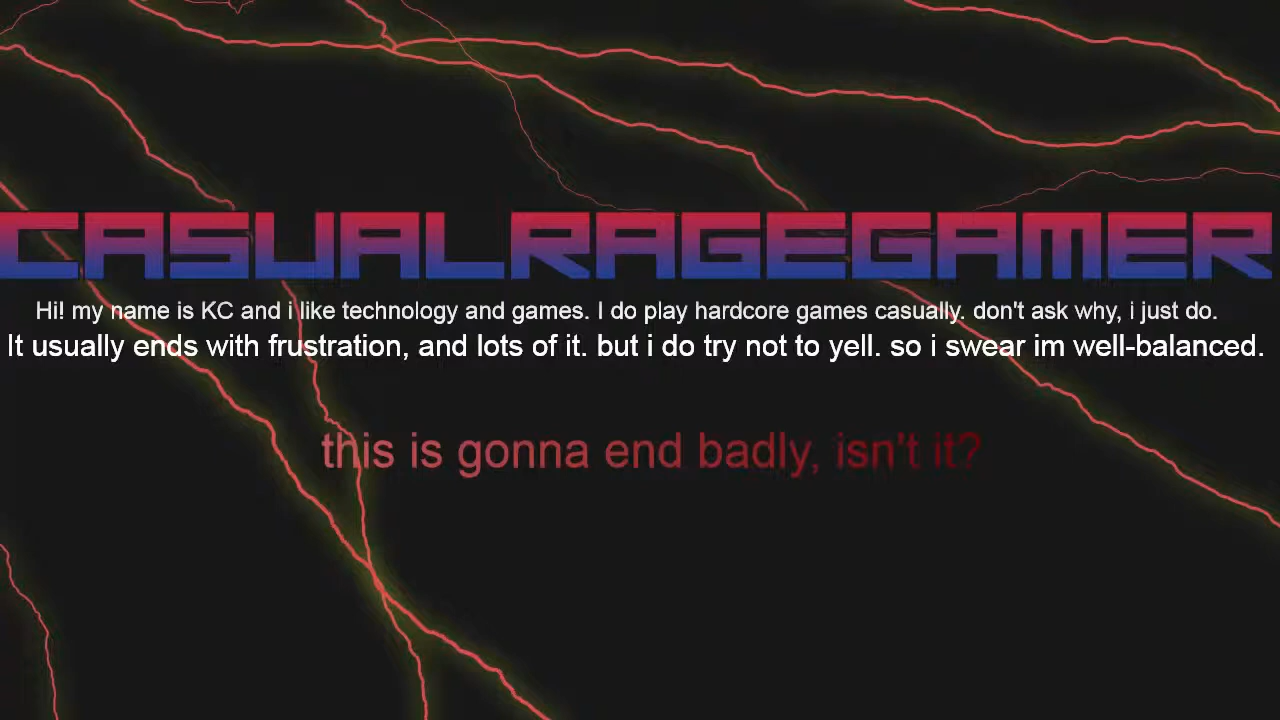 CASUALRAGEGAMER
Hi! my name is KC and i like technology and games. I do play hardcore games casually. don't ask why, i just do.
It usually ends with frustration, and lots of it. but i do try not to yell. so i swear im well-balanced.
this is gonna end badly, isn't it?